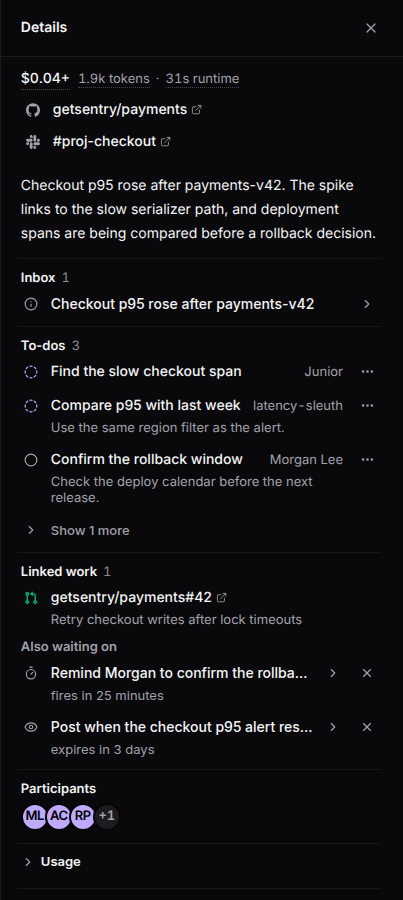 Details
$0.04+ 1.9k tokens · 31s runtime
getsentry/payments
#proj-checkout
Checkout p95 rose after payments-v42. The spike
links to the slow serializer path, and deployment
spans are being compared before a rollback decision.
Inbox 1
Checkout p95 rose after payments-v42
To-dos 3
Find the slow checkout span Junior
Compare p95 with last week latency-sleuth
Use the same region filter as the alert.
Confirm the rollback window Morgan Lee
Check the deploy calendar before the next
release.
Show 1 more
Linked work 1
getsentry/payments#42
Retry checkout writes after lock timeouts
Also waiting on
Remind Morgan to confirm the rollba...
fires in 25 minutes
Post when the checkout p95 alert res...
expires in 3 days
Participants
ML AC RP +1
Usage